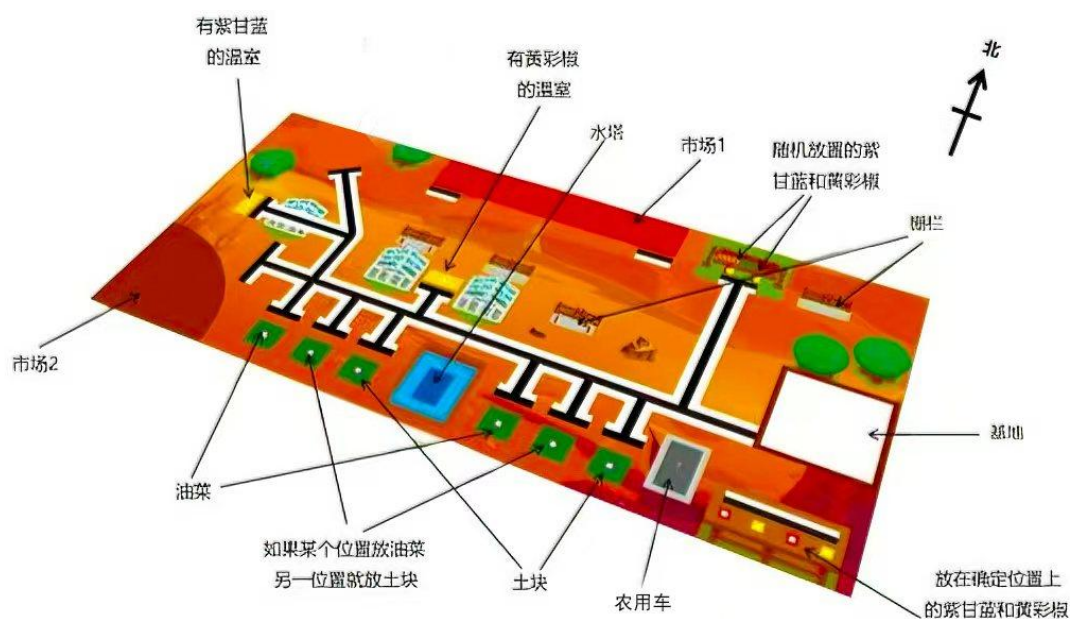 有紫甘蓝
的温室
有黄彩椒
的温室
水塔
市场1
随机放置的紫
甘蓝和黄彩椒
北
栅栏
市场2
基地
油菜
如果某个位置放油菜
另一位置就放土块
土块
农用车
放在确定位置上
的紫甘蓝和黄彩椒